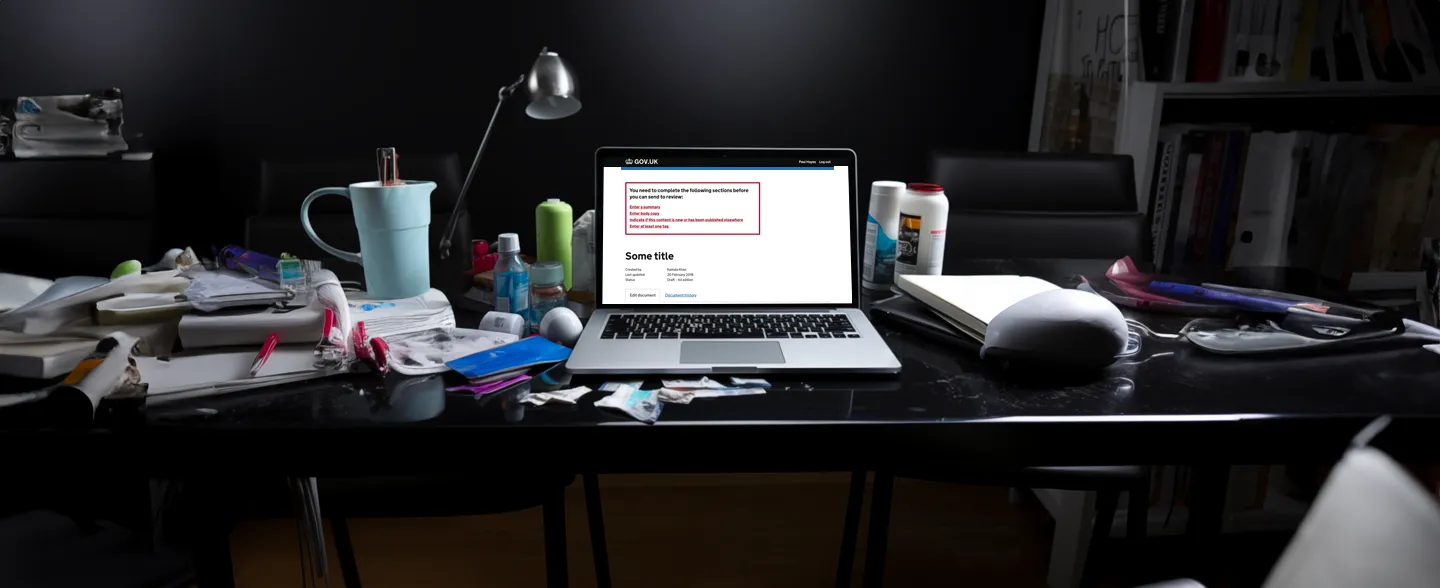 GOV.UK
Paul Hayes Log out
You need to complete the following sections before
you can send to review:
Enter a summary
Enter body copy
Indicate if this content is new or has been published elsewhere
Enter at least one tag
Some title
Created by Kamala Khan
Last updated 25 February 2018
Status Draft - 1st edition
Edit document Document history